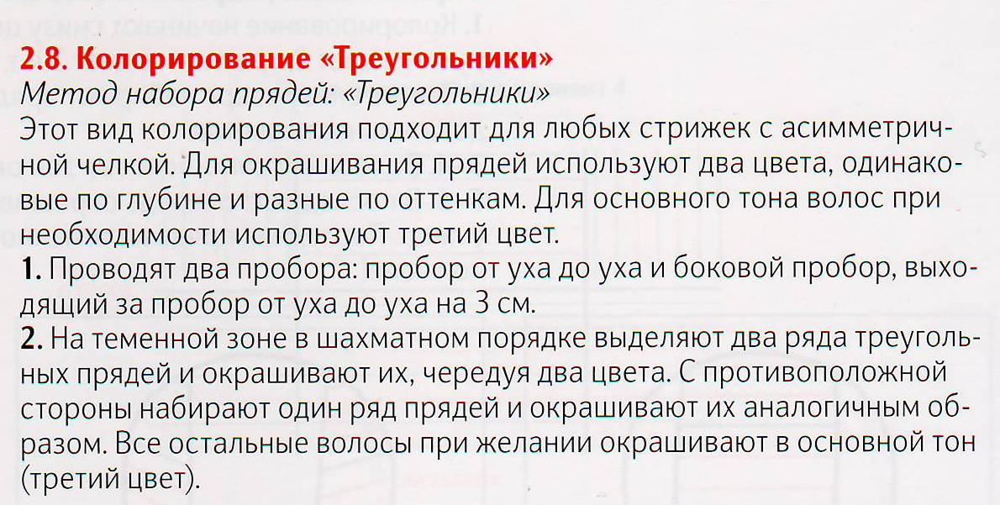 2.8. Колорирование «Треугольники»
Метод набора прядей: «Треугольники»
Этот вид колорирования подходит для любых стрижек с асимметрич-
ной челкой. Для окрашивания прядей используют два цвета, одинако-
вые по глубине и разные по оттенкам. Для основного тона волос при
необходимости используют третий цвет.
1. Проводят два пробора: пробор от уха до уха и боковой пробор, выхо-
дящий за пробор от уха до уха на 3 см.
2. На теменной зоне в шахматном порядке выделяют два ряда треуголь-
ных прядей и окрашивают их, чередуя два цвета. С противоположной
стороны набирают один ряд прядей и окрашивают их аналогичным об-
разом. Все остальные волосы при желании окрашивают в основной тон
(третий цвет).